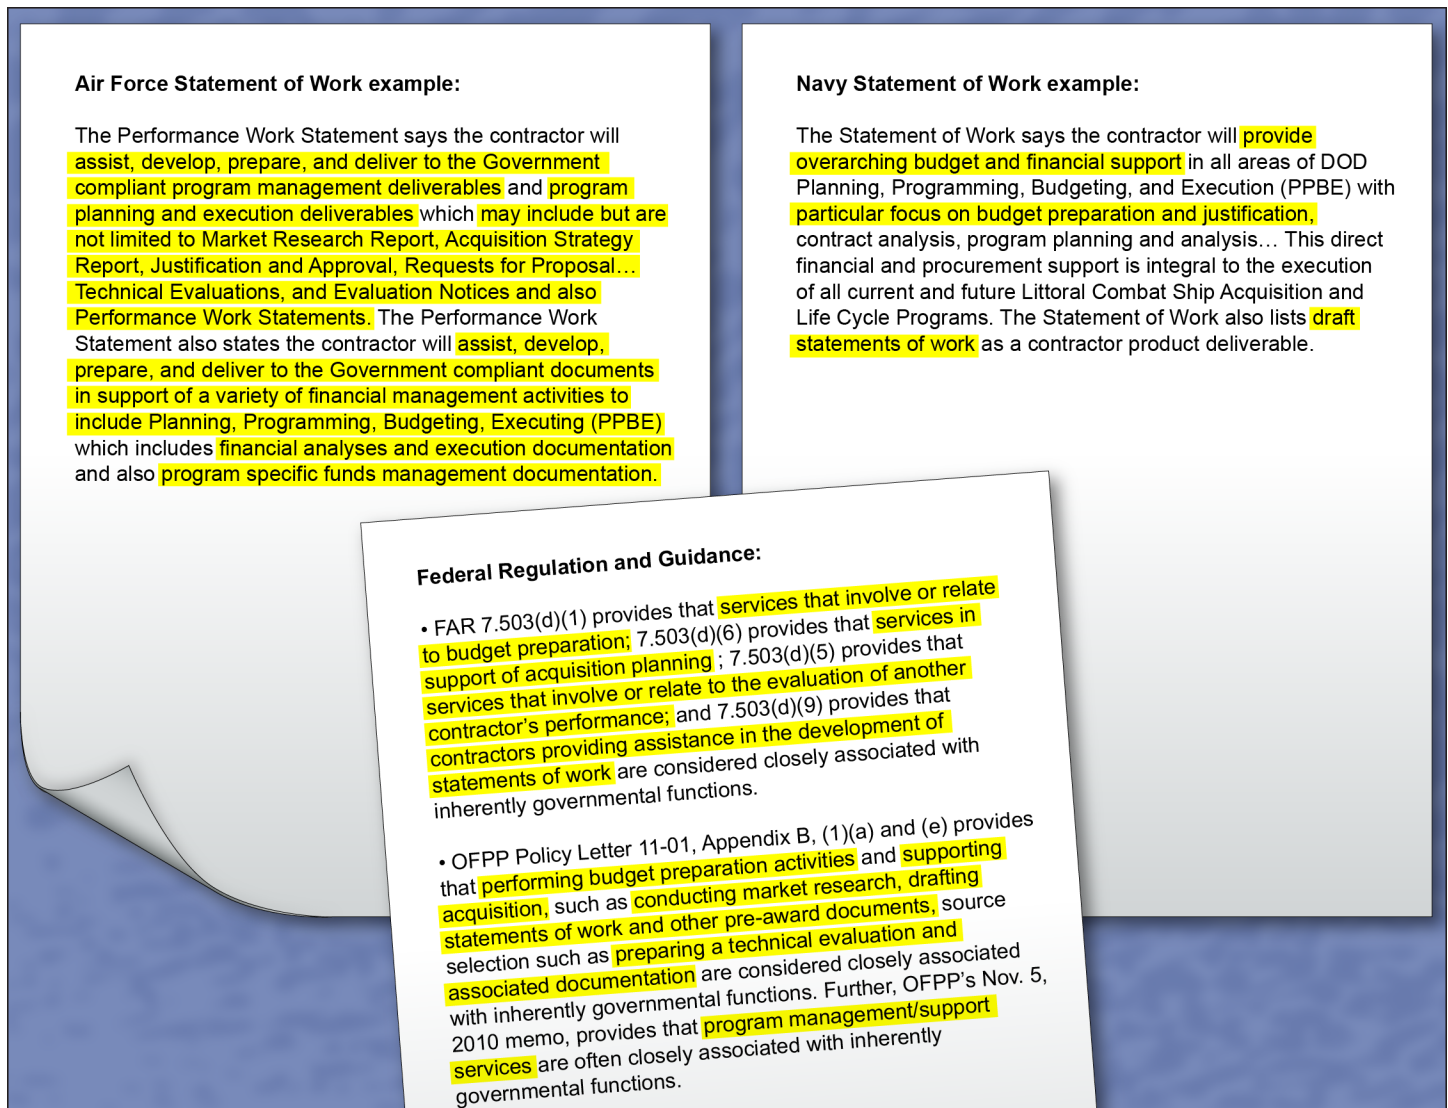 Air Force Statement of Work example:
The Performance Work Statement says the contractor will
assist, develop, prepare, and deliver to the Government
compliant program management deliverables and program
planning and execution deliverables which may include but are
not limited to Market Research Report, Acquisition Strategy
Report, Justification and Approval, Requests for Proposal…
Technical Evaluations, and Evaluation Notices and also
Performance Work Statements. The Performance Work
Statement also states the contractor will assist, develop,
prepare, and deliver to the Government compliant documents
in support of a variety of financial management activities to
include Planning, Programming, Budgeting, Executing (PPBE)
which includes financial analyses and execution documentation
and also program specific funds management documentation.
Navy Statement of Work example:
The Statement of Work says the contractor will provide
overarching budget and financial support in all areas of DOD
Planning, Programming, Budgeting, and Execution (PPBE) with
particular focus on budget preparation and justification,
contract analysis, program planning and analysis… This direct
financial and procurement support is integral to the execution
of all current and future Littoral Combat Ship Acquisition and
Life Cycle Programs. The Statement of Work also lists draft
statements of work as a contractor product deliverable.
Federal Regulation and Guidance:
• FAR 7.503(d)(1) provides that services that involve or relate
to budget preparation; 7.503(d)(6) provides that services in
support of acquisition planning ; 7.503(d)(5) provides that
services that involve or relate to the evaluation of another
contractor's performance; and 7.503(d)(9) provides that
contractors providing assistance in the development of
statements of work are considered closely associated with
inherently governmental functions.
• OFPP Policy Letter 11-01, Appendix B, (1)(a) and (e) provides
that performing budget preparation activities and supporting
acquisition, such as conducting market research, drafting
statements of work and other pre-award documents, source
selection such as preparing a technical evaluation and
associated documentation are considered closely associated
with inherently governmental functions. Further, OFPP's Nov. 5,
2010 memo, provides that program management/support
services are often closely associated with inherently
governmental functions.